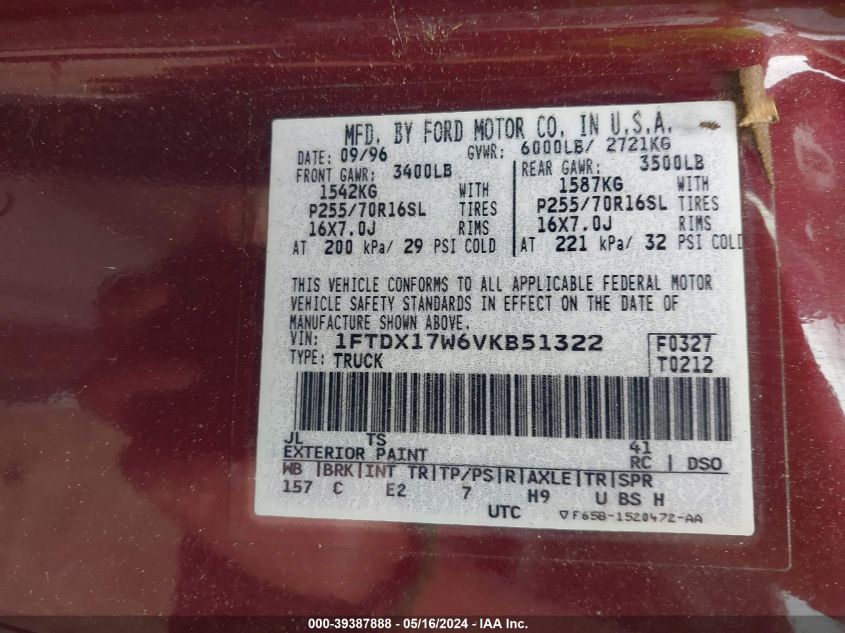 MFD. BY FORD MOTOR CO. IN U.S.A.
DATE: 09/96 GVWR: 6000LB/ 2721KG
FRONT GAWR: 3400LB REAR GAWR: 3500LB
1542KG WITH 1587KG WITH
P255/70R16SL TIRES P255/70R16SL TIRES
16X7.0J RIMS 16X7.0J RIMS
AT 200 kPa/ 29 PSI COLD AT 221 kPa/ 32 PSI COLD
THIS VEHICLE CONFORMS TO ALL APPLICABLE FEDERAL MOTOR
VEHICLE SAFETY STANDARDS IN EFFECT ON THE DATE OF
MANUFACTURE SHOWN ABOVE.
VIN: 1FTDX17W6VKB51322 F0327
TYPE: TRUCK T0212
JL TS 41
EXTERIOR PAINT RC | DSO
WB |BRK|INT TR|TP/PS|R|AXLE|TR|SPR
157 C E2 7 H9 U BS H
UTC ▽F65B-1520472-AA
000-39387888 - 05/16/2024 - IAA Inc.